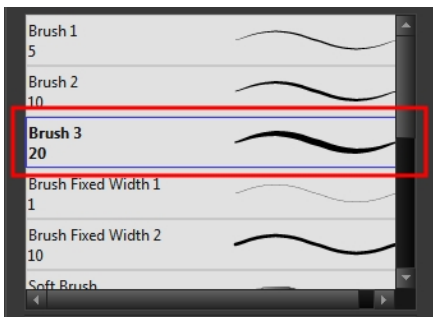 Brush 1
5
Brush 2
10
Brush 3
20
Brush Fixed Width 1
1
Brush Fixed Width 2
10
Soft Brush